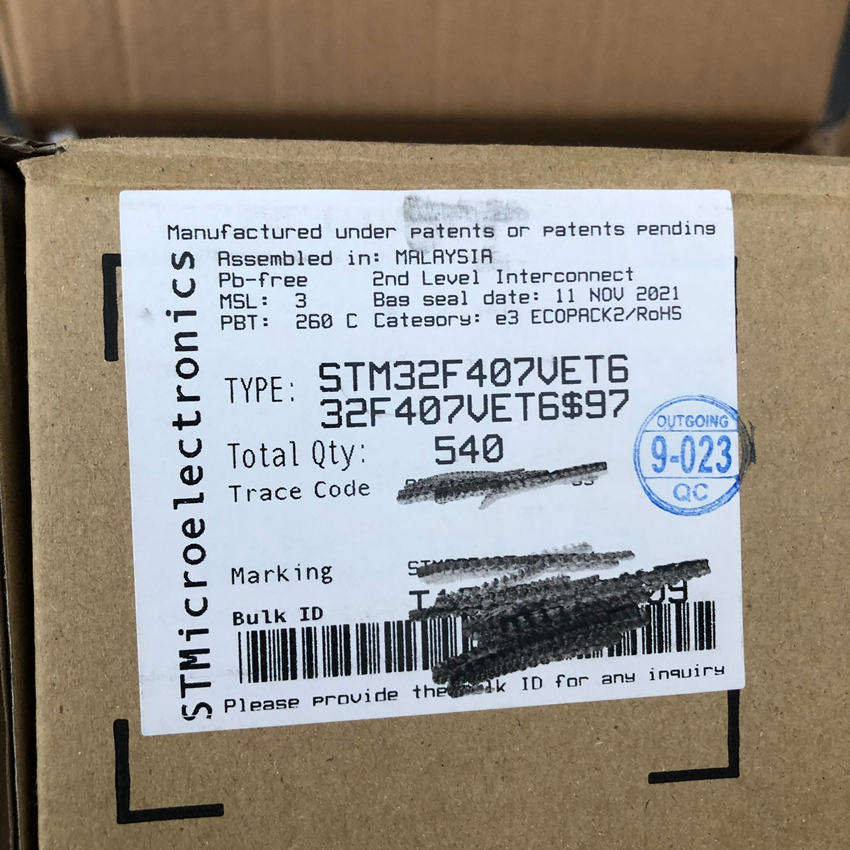 Manufactured under patents or patents pending
STMicroelectronics
Assembled in: MALAYSIA
Pb-free 2nd Level Interconnect
MSL: 3 Bag seal date: 11 NOV 2021
PBT: 260 C Category: e3 ECOPACK2/RoHS
TYPE: STM32F407VET6
32F407VET6$97
Total Qty: 540
Trace Code
OUTGOING
9-023
QC
Marking
Bulk ID
Please provide the ID for any inquiry